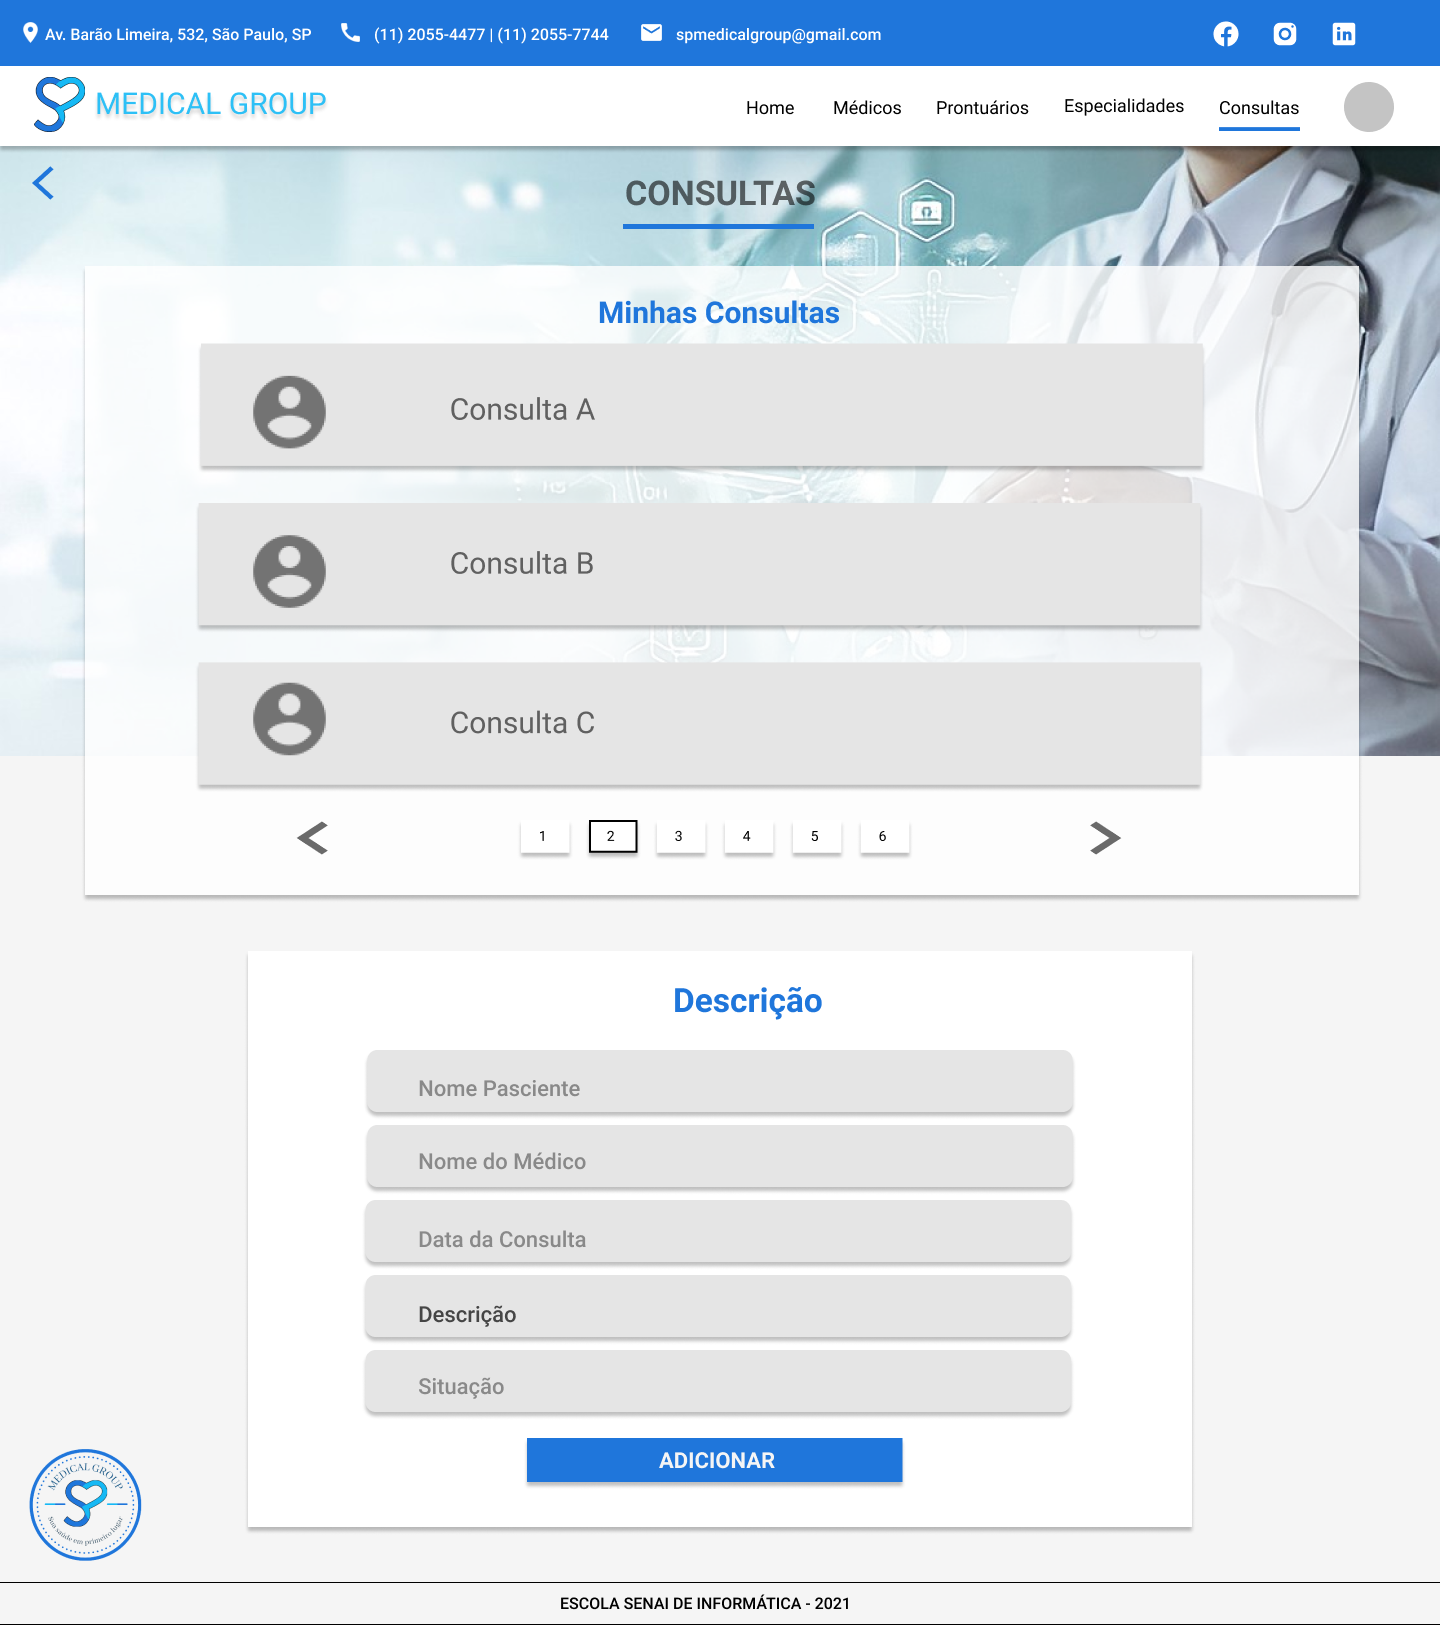 Av. Barão Limeira, 532, São Paulo, SP (11) 2055-4477 | (11) 2055-7744 spmedicalgroup@gmail.com
MEDICAL GROUP
Home Médicos Prontuários Especialidades Consultas
CONSULTAS
Minhas Consultas
Consulta A
Consulta B
Consulta C
1 2 3 4 5 6
Descrição
Nome Pasciente
Nome do Médico
Data da Consulta
Descrição
Situação
ADICIONAR
MEDICAL GROUP
Sua saúde em primeiro lugar
ESCOLA SENAI DE INFORMÁTICA - 2021